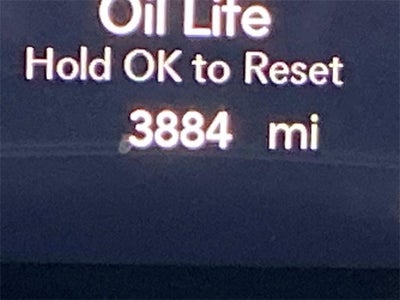 Oil Life
Hold OK to Reset
3884 mi